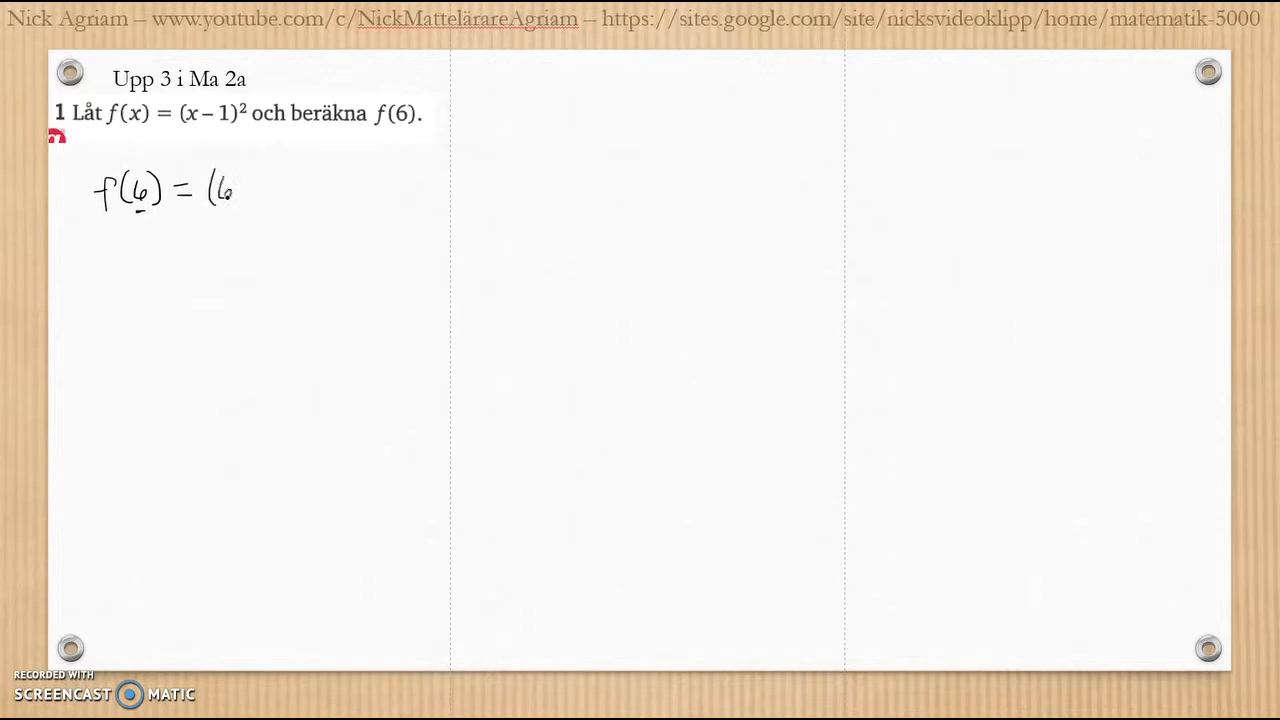 Nick Agriam – www.youtube.com/c/NickMattelärareAgriam – https://sites.google.com/site/nicksvideoklipp/home/matematik-5000
Upp 3 i Ma 2a
1 Låt f(x) = (x – 1)² och beräkna f(6).
f(6) = (6
RECORDED WITH
SCREENCAST MATIC